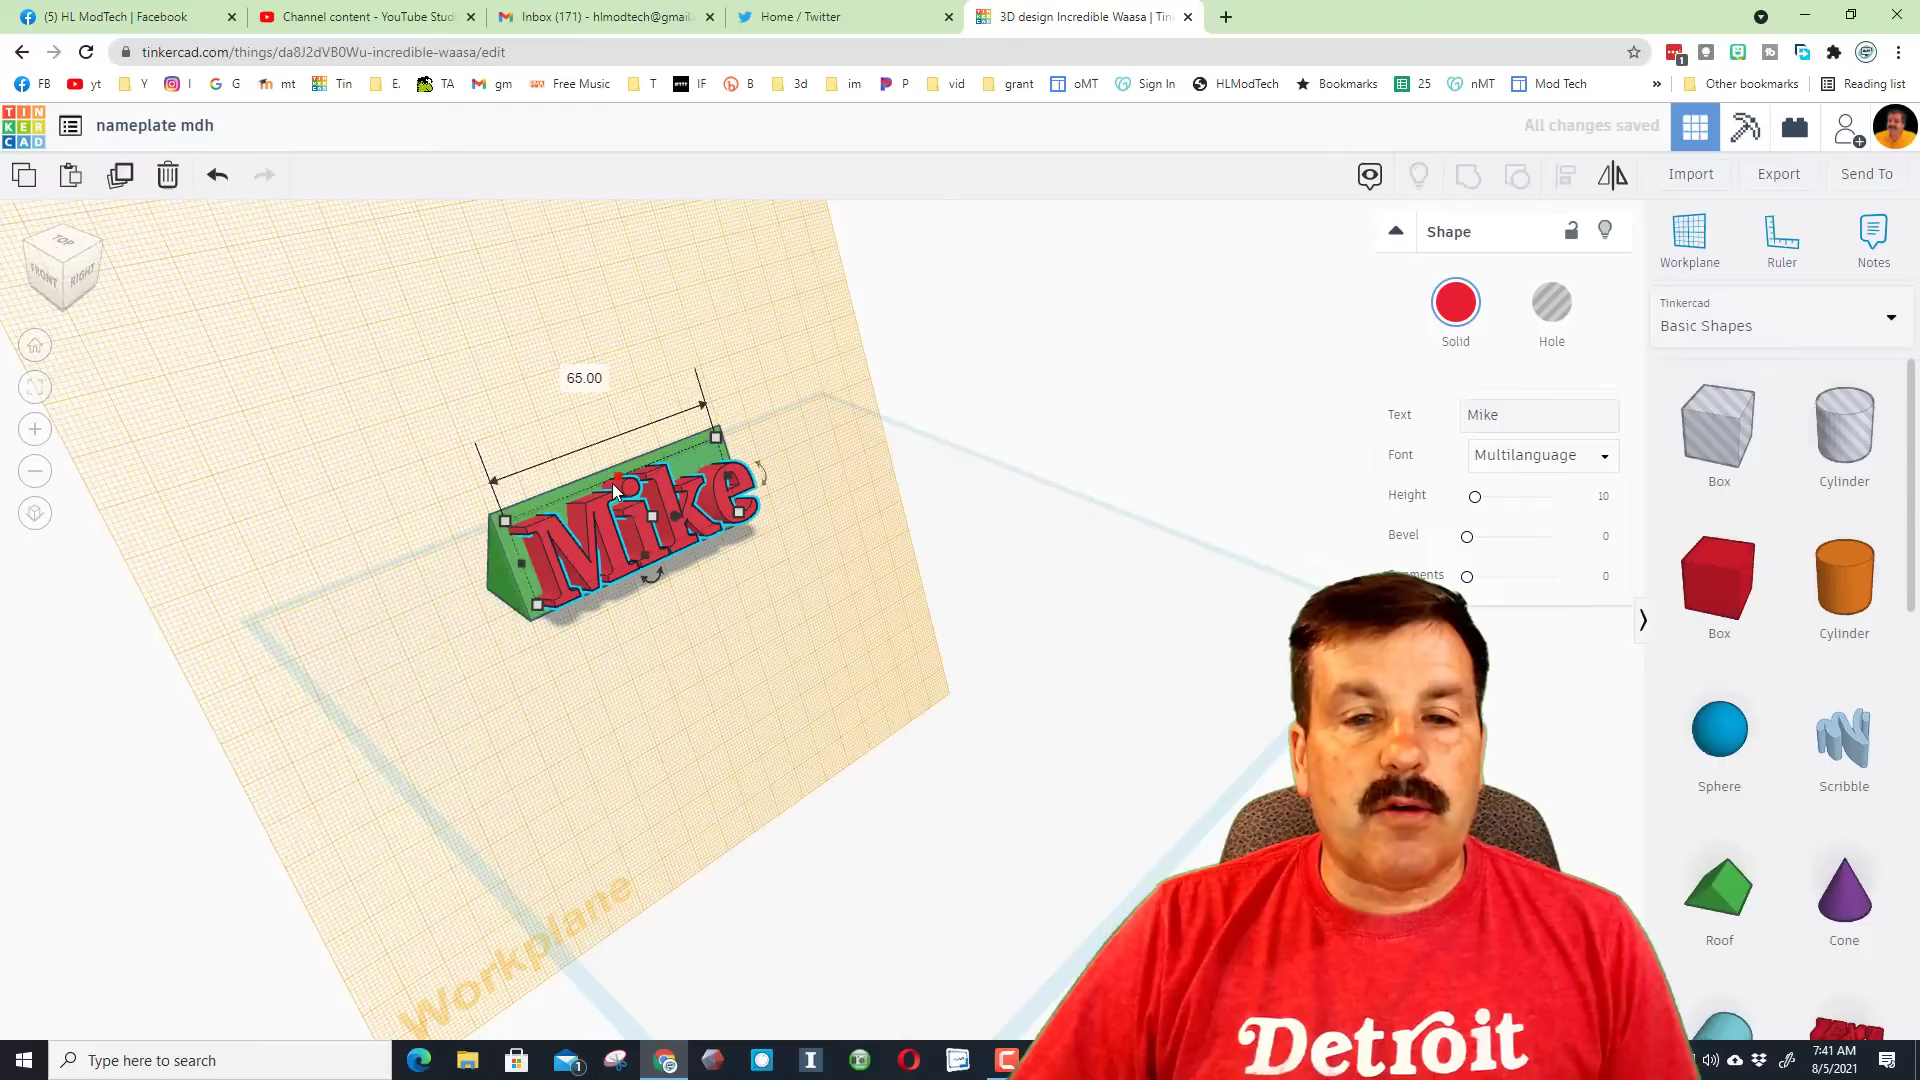 (5) HL ModTech | Facebook
Channel content - YouTube Studi
Inbox (171) - hlmodtech@gmail.
Home / Twitter
3D design Incredible Waasa | Tin
tinkercad.com/things/da8J2dVB0Wu-incredible-waasa/edit
FB yt Y I G mt Tin E. TA gm Free Music T IF B 3d im P vid grant oMT Sign In HLModTech Bookmarks 25 nMT Mod Tech » Other bookmarks Reading list
TIN
KER
CAD
nameplate mdh
All changes saved
Import Export Send To
TOP
FRONT RIGHT
65.00
Mike
Workplane
Shape
Solid Hole
Text Mike
Font Multilanguage
Height 10
Bevel 0
0
Workplane Ruler Notes
Tinkercad
Basic Shapes
Box Cylinder
Box Cylinder
Sphere Scribble
Roof Cone
Detroit
Type here to search
1
7:41 AM
8/5/2021